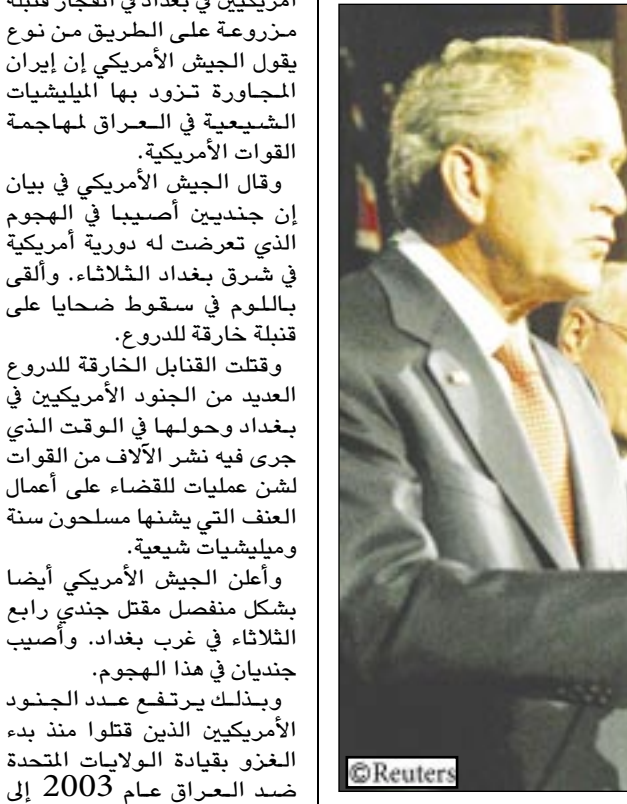 أمريكيين في بغداد في انفجار قنبلة
مزروعة على الطريق من نوع
يقول الجيش الأمريكي إن إيران
المجاورة تزود بها الميليشيات
الشيعية في العراق لمهاجمة
القوات الأمريكية.
وقال الجيش الأمريكي في بيان
إن جنديين أصيبا في الهجوم
الذي تعرضت له دورية أمريكية
في شرق بغداد الثلاثاء. وألقى
باللوم في سقوط ضحايا على
قنبلة خارقة للدروع.
وقتلت القنابل الخارقة للدروع
العديد من الجنود الأمريكيين في
بغداد وحولها في الوقت الذي
جرى فيه نشر الآلاف من القوات
لشن عمليات للقضاء على أعمال
العنف التي يشنها مسلحون سنة
وميليشيات شيعية.
وأعلن الجيش الأمريكي أيضا
بشكل منفصل مقتل جندي رابع
الثلاثاء في غرب بغداد. وأصيب
جنديان في هذا الهجوم.
وبذلك يرتفع عدد الجنود
الأمريكيين الذين قتلوا منذ بدء
الغزو بقيادة الولايات المتحدة
ضد العراق عام 2003 إلى
©Reuters